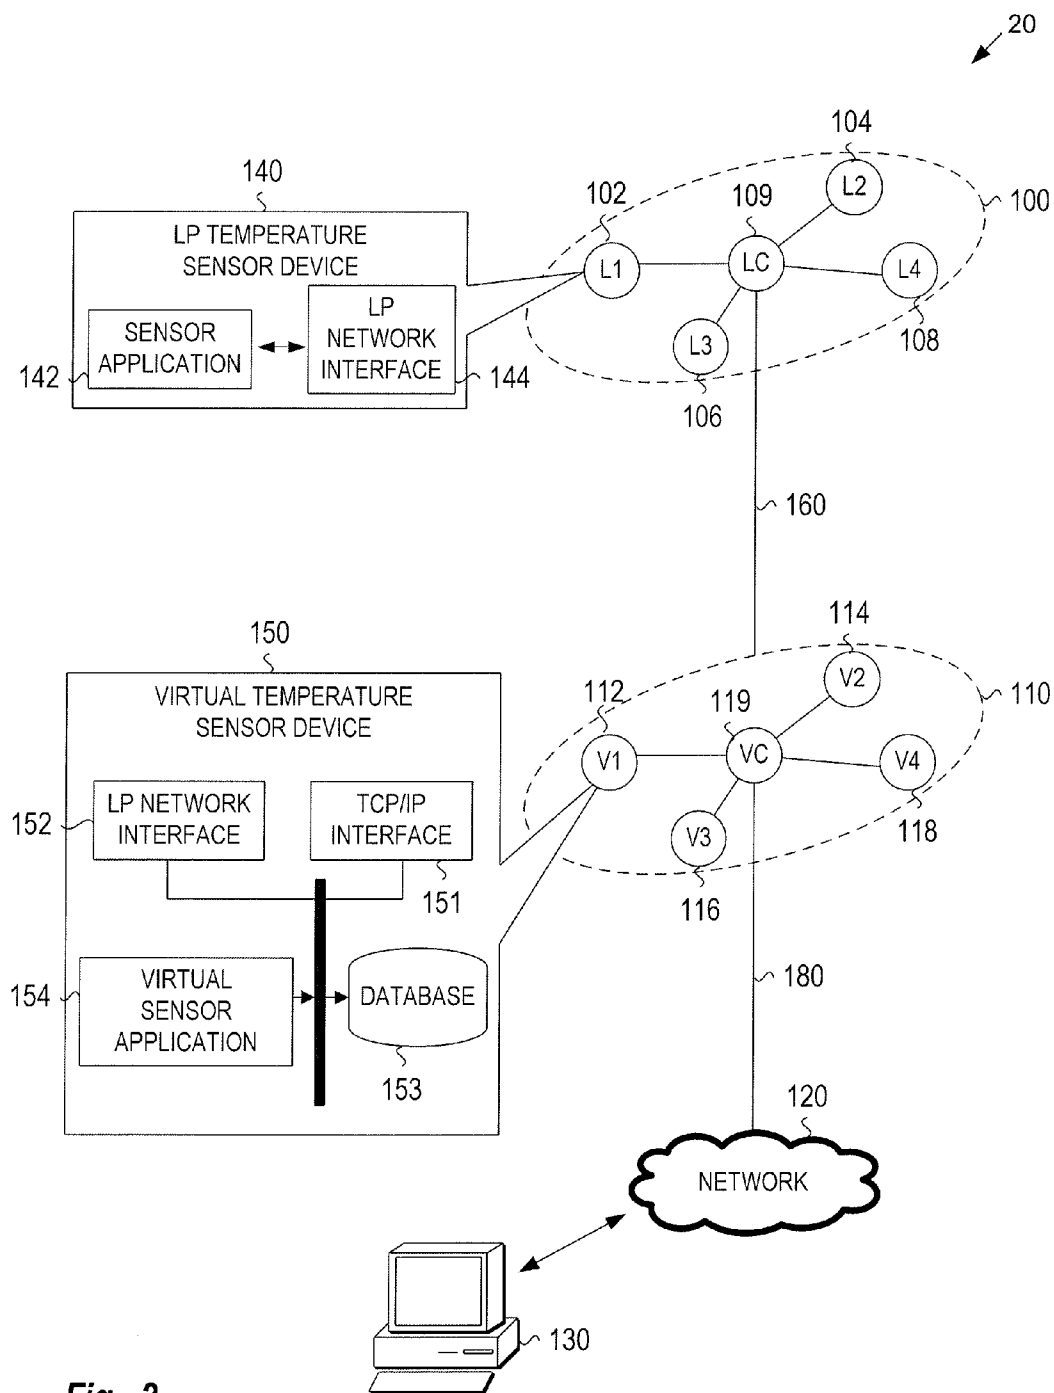 20
104
140
109
102
L2
100
LP TEMPERATURE
SENSOR DEVICE
L1
LC
L4
LP
NETWORK
INTERFACE
SENSOR
APPLICATION
L3
108
142
144
106
160
150
114
VIRTUAL TEMPERATURE
SENSOR DEVICE
112
V2
110
119
V1
VC
V4
LP NETWORK
INTERFACE
TCP/IP
INTERFACE
152
V3
118
151
116
VIRTUAL
SENSOR
APPLICATION
154
DATABASE
180
153
120
NETWORK
130